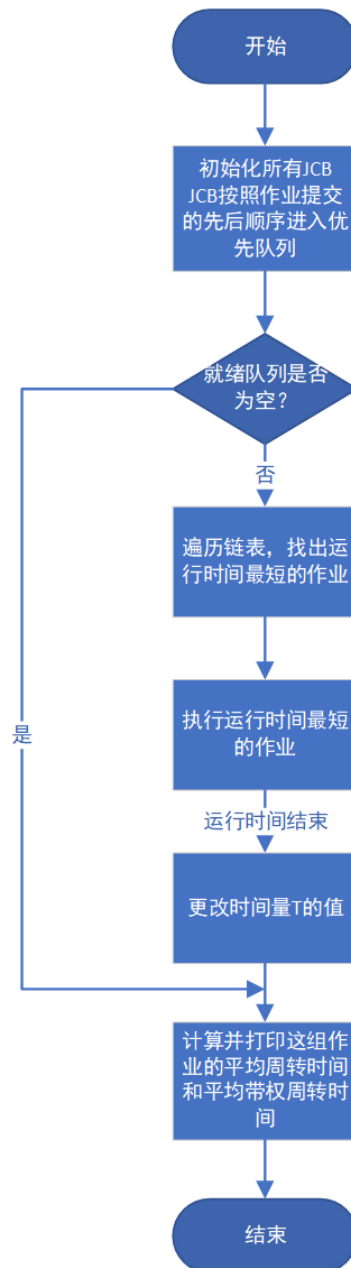 开始
初始化所有JCB
JCB按照作业提交
的先后顺序进入优
先队列
就绪队列是否
为空？
否
遍历链表，找出运
行时间最短的作业
是
执行运行时间最短
的作业
运行时间结束
更改时间量T的值
计算并打印这组作
业的平均周转时间
和平均带权周转时
间
结束